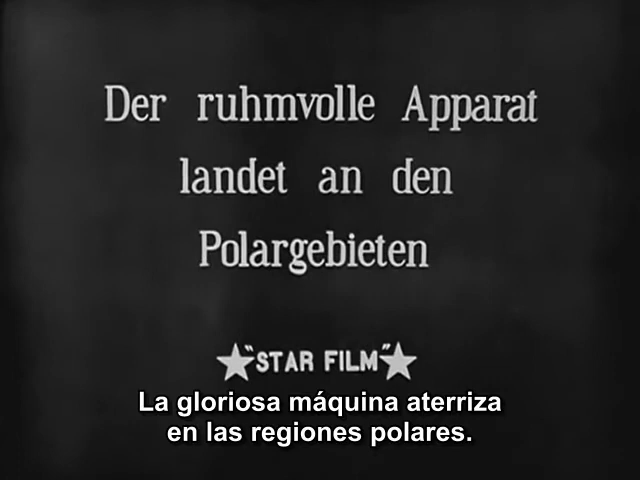 Der ruhmvolle Apparat
landet an den
Polargebieten
"STAR FILM"
La gloriosa máquina aterriza
en las regiones polares.